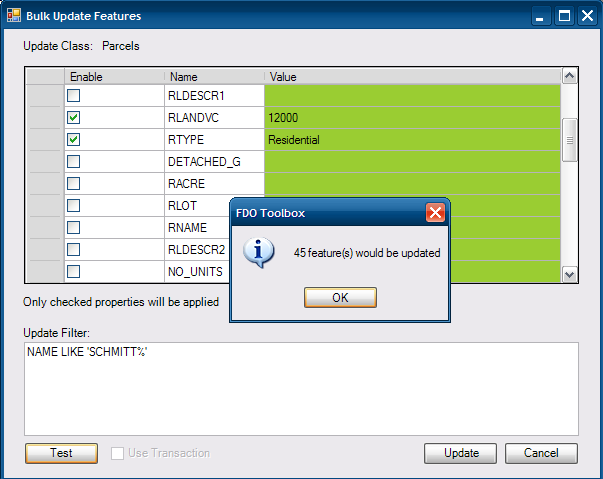 Bulk Update Features
Update Class: Parcels
Enable Name Value
RLDESCR1
RLANDVC 12000
RTYPE Residential
DETACHED_G
RACRE
RLOT
RNAME
RLDESCR2
NO_UNITS
FDO Toolbox
45 feature(s) would be updated
OK
Only checked properties will be applied
Update Filter:
NAME LIKE 'SCHMITT%'
Test Use Transaction Update Cancel